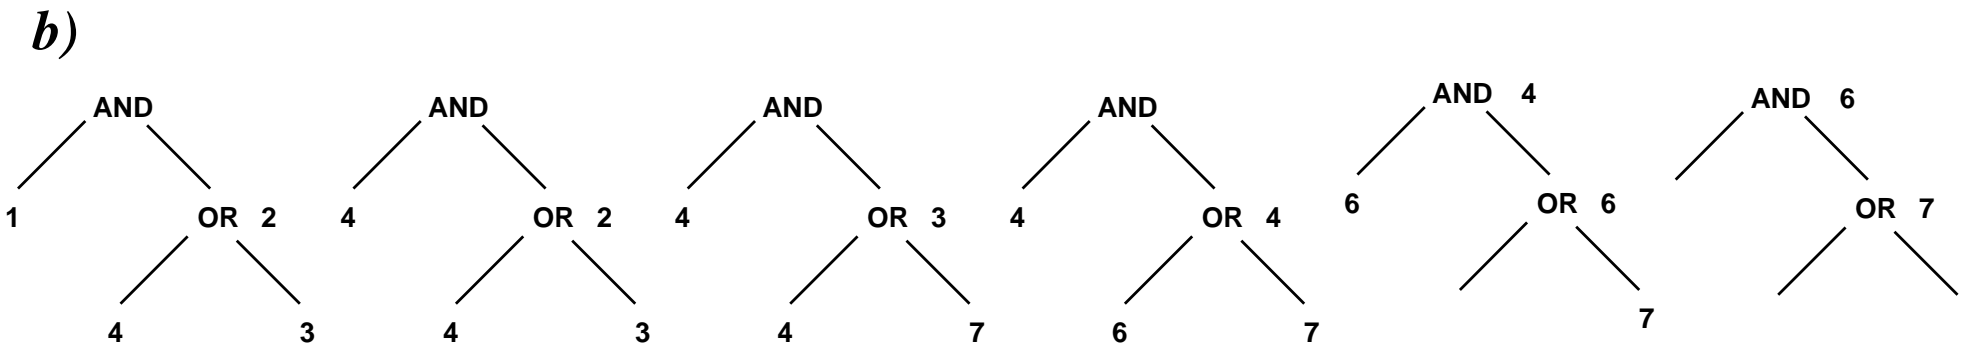 b)
AND AND AND AND AND 4 AND 6
1 OR 2 4 OR 2 4 OR 3 4 OR 4 6 OR 6 OR 7
4 3 4 3 4 7 6 7 7